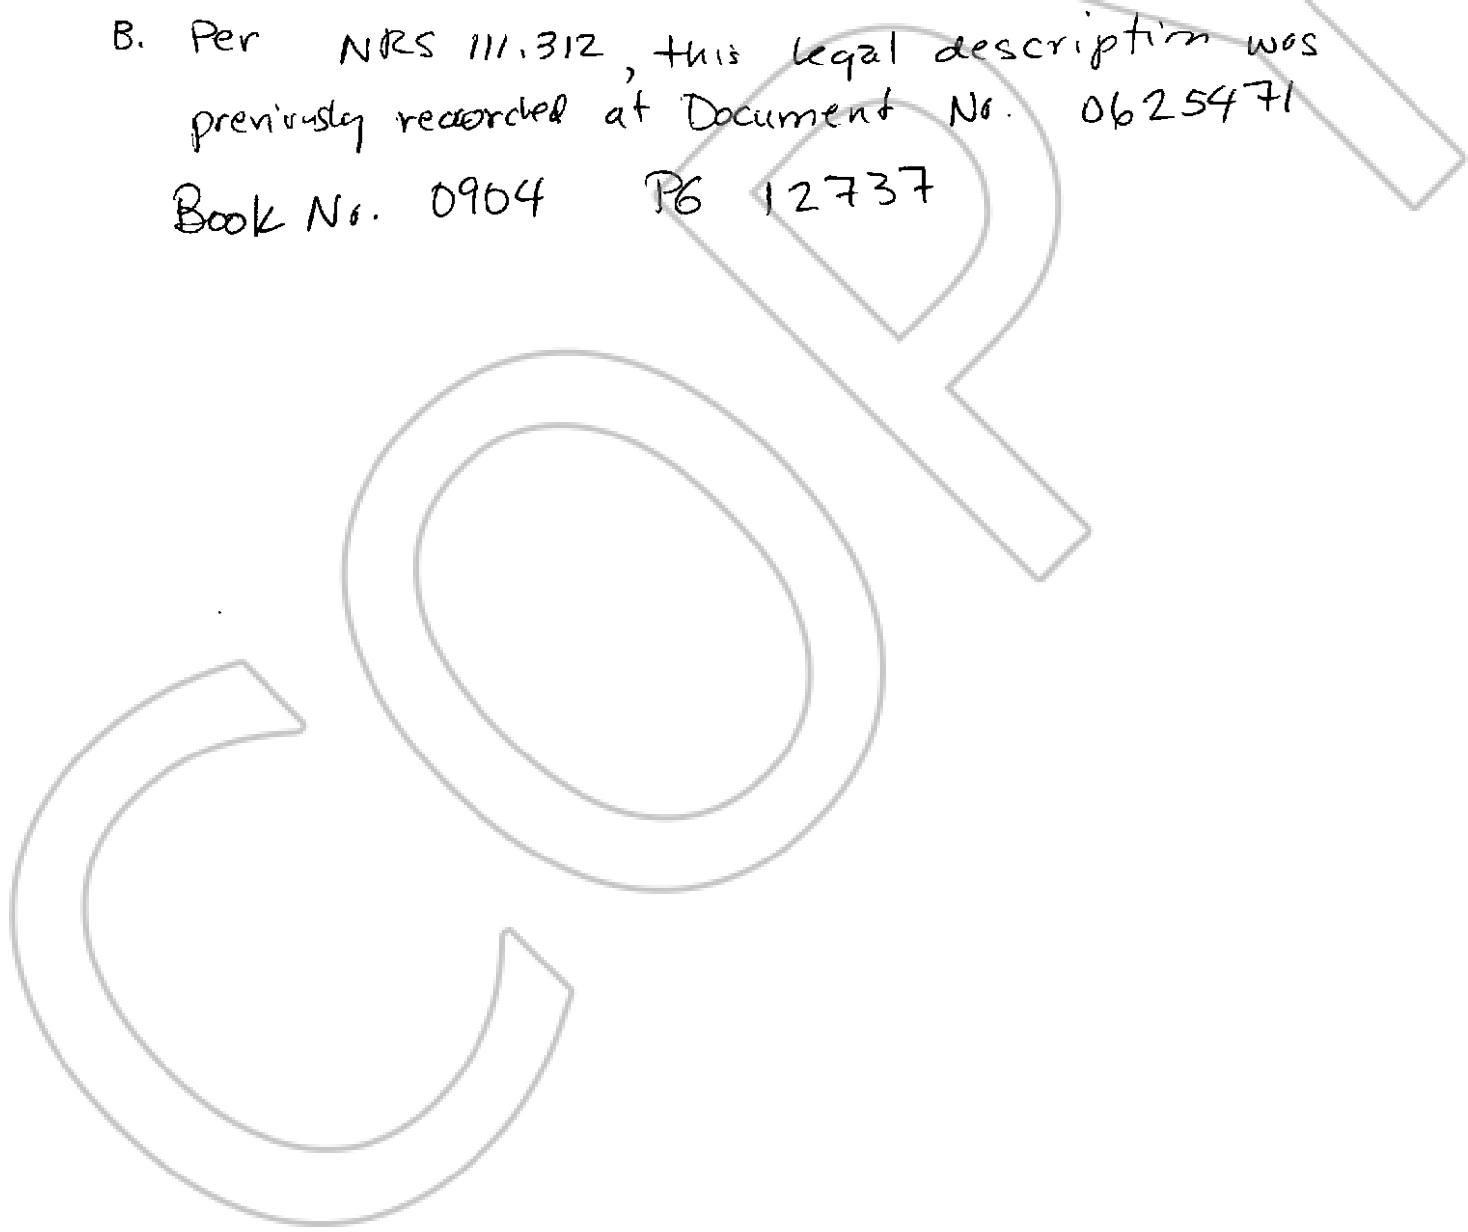 B. Per NRS 111.312, this legal description was
previously recorded at Document No. 0625471
Book No. 0904 PG 12737
COPY